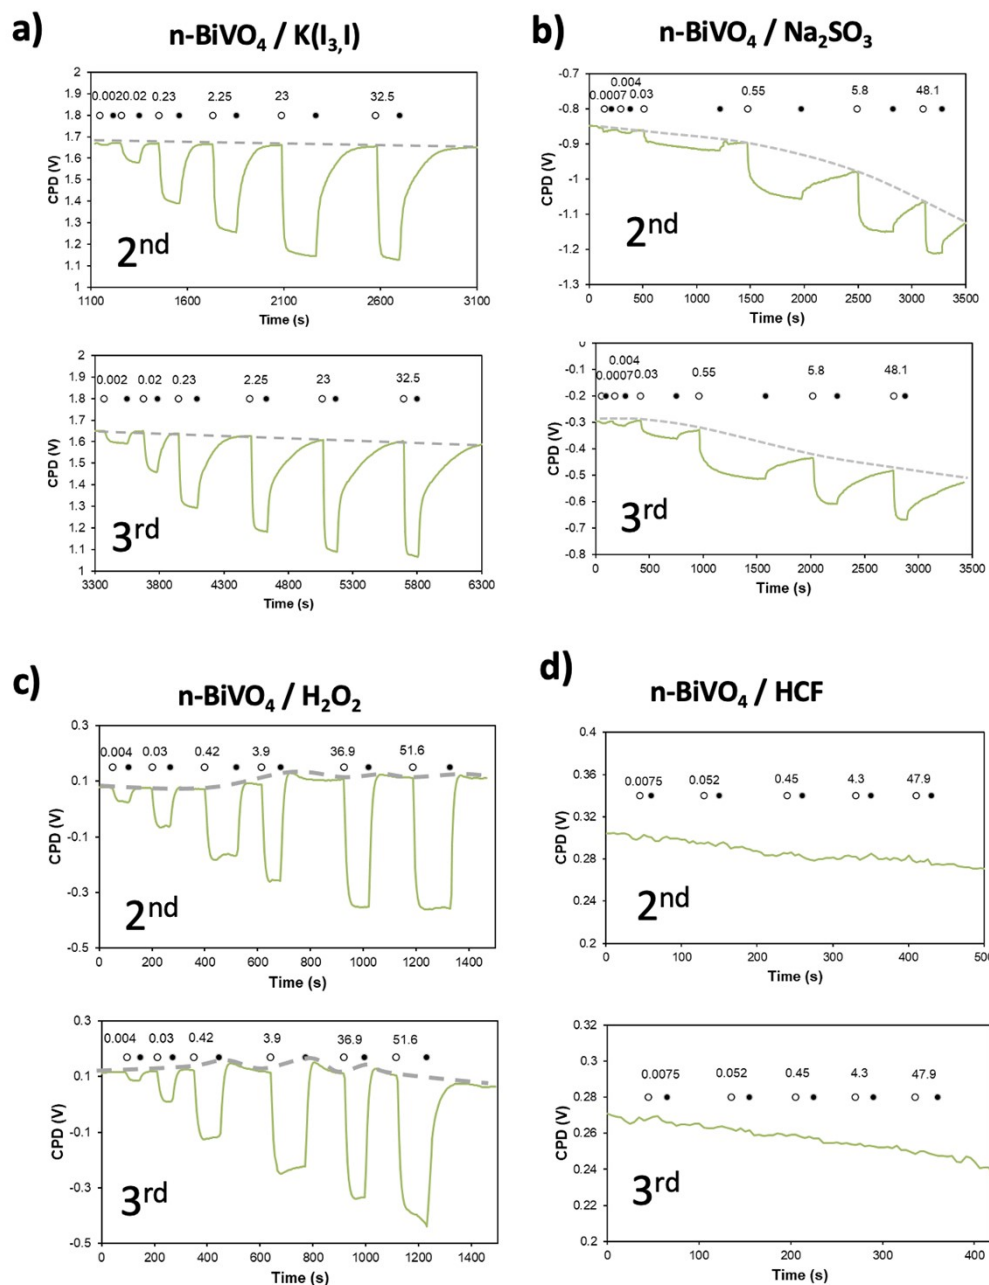 a)
n-BiVO4 / K(I3,I)
CPD (V)
2
1.9
1.8
1.7
1.6
1.5
1.4
1.3
1.2
1.1
1
0.002 0.02 0.23 2.25 23 32.5
2nd
1100 1600 2100 2600 3100
Time (s)
CPD (V)
2
1.9
1.8
1.7
1.6
1.5
1.4
1.3
1.2
1.1
1
0.002 0.02 0.23 2.25 23 32.5
3rd
3300 3800 4300 4800 5300 5800 6300
Time (s)
b)
n-BiVO4 / Na2SO3
CPD (V)
-0.7
-0.8
-0.9
-1
-1.1
-1.2
-1.3
0.004
0.0007 0.03 0.55 5.8 48.1
2nd
0 500 1000 1500 2000 2500 3000 3500
Time (s)
CPD (V)
0
-0.1
-0.2
-0.3
-0.4
-0.5
-0.6
-0.7
-0.8
0.004
0.0007 0.03 0.55 5.8 48.1
3rd
0 500 1000 1500 2000 2500 3000 3500
Time (s)
c)
n-BiVO4 / H2O2
CPD (V)
0.3
0.1
-0.1
-0.3
-0.5
0.004 0.03 0.42 3.9 36.9 51.6
2nd
0 200 400 600 800 1000 1200 1400
Time (s)
CPD (V)
0.3
0.1
-0.1
-0.3
-0.5
0.004 0.03 0.42 3.9 36.9 51.6
3rd
0 200 400 600 800 1000 1200 1400
Time (s)
d)
n-BiVO4 / HCF
CPD (V)
0.4
0.36
0.32
0.28
0.24
0.2
0.0075 0.052 0.45 4.3 47.9
2nd
0 100 200 300 400 500
Time (s)
CPD (V)
0.32
0.3
0.28
0.26
0.24
0.22
0.2
0.0075 0.052 0.45 4.3 47.9
3rd
0 100 200 300 400
Time (s)